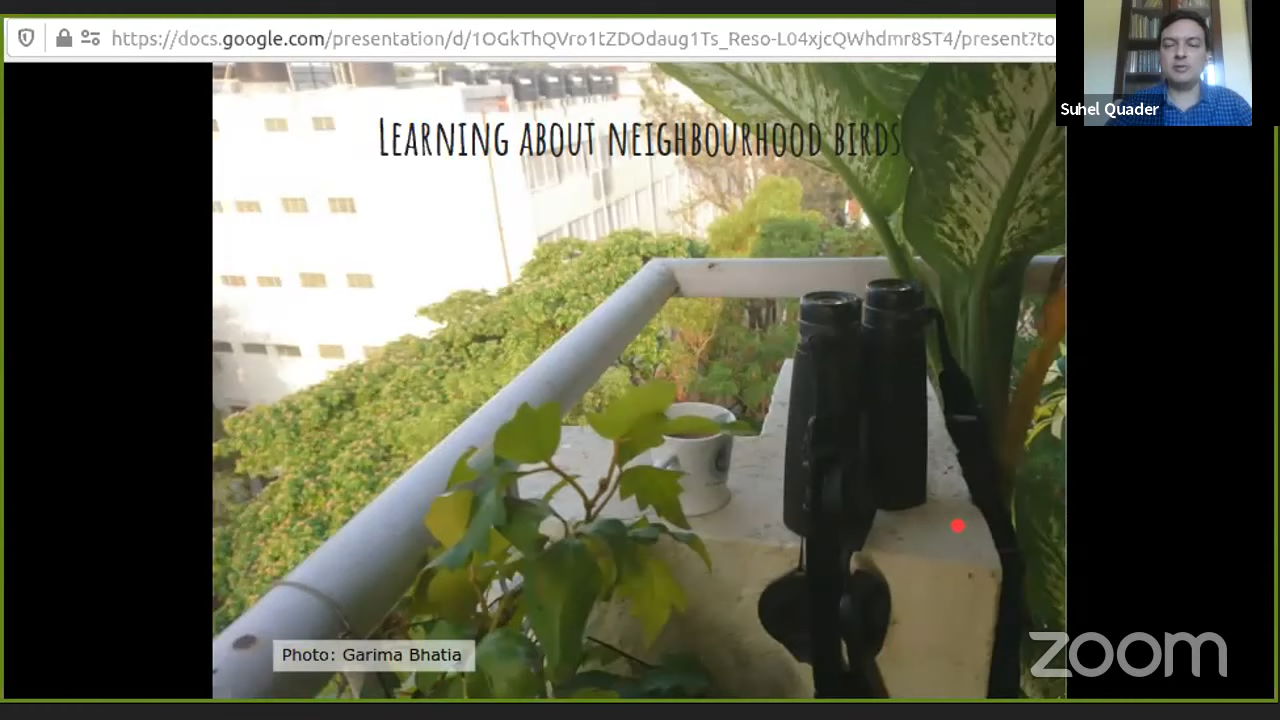 https://docs.google.com/presentation/d/1OGkThQVro1tZDOdaug1Ts_Reso-L04xjcQWhdmr8ST4/present?to
Suhel Quader
LEARNING ABOUT NEIGHBOURHOOD BIRDS
Photo: Garima Bhatia
zoom